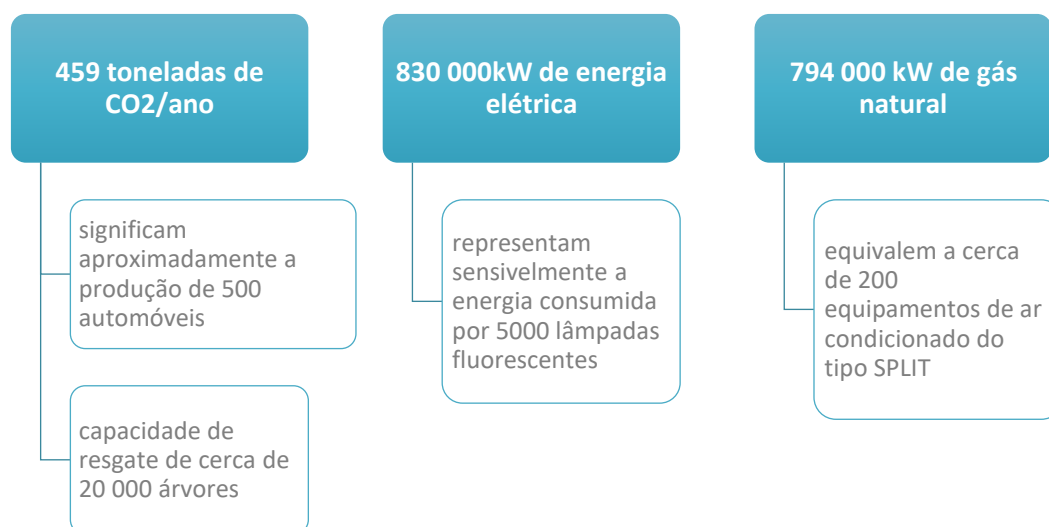 459 toneladas de
CO2/ano
significam
aproximadamente a
produção de 500
automóveis
capacidade de
resgate de cerca de
20 000 árvores
830 000kW de energia
elétrica
representam
sensivelmente a
energia consumida
por 5000 lâmpadas
fluorescentes
794 000 kW de gás
natural
equivalem a cerca
de 200
equipamentos de ar
condicionado do
tipo SPLIT